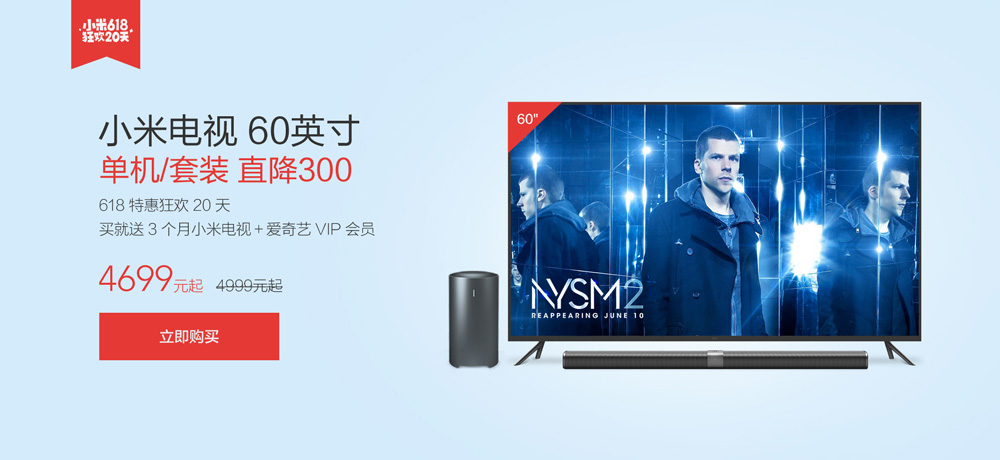 小米618
狂欢20天
小米电视 60英寸
单机/套装 直降300
618 特惠狂欢 20 天
买就送 3 个月小米电视+爱奇艺 VIP 会员
4699元起 4999元起
立即购买
60"
NYSM2
REAPPEARING JUNE 10